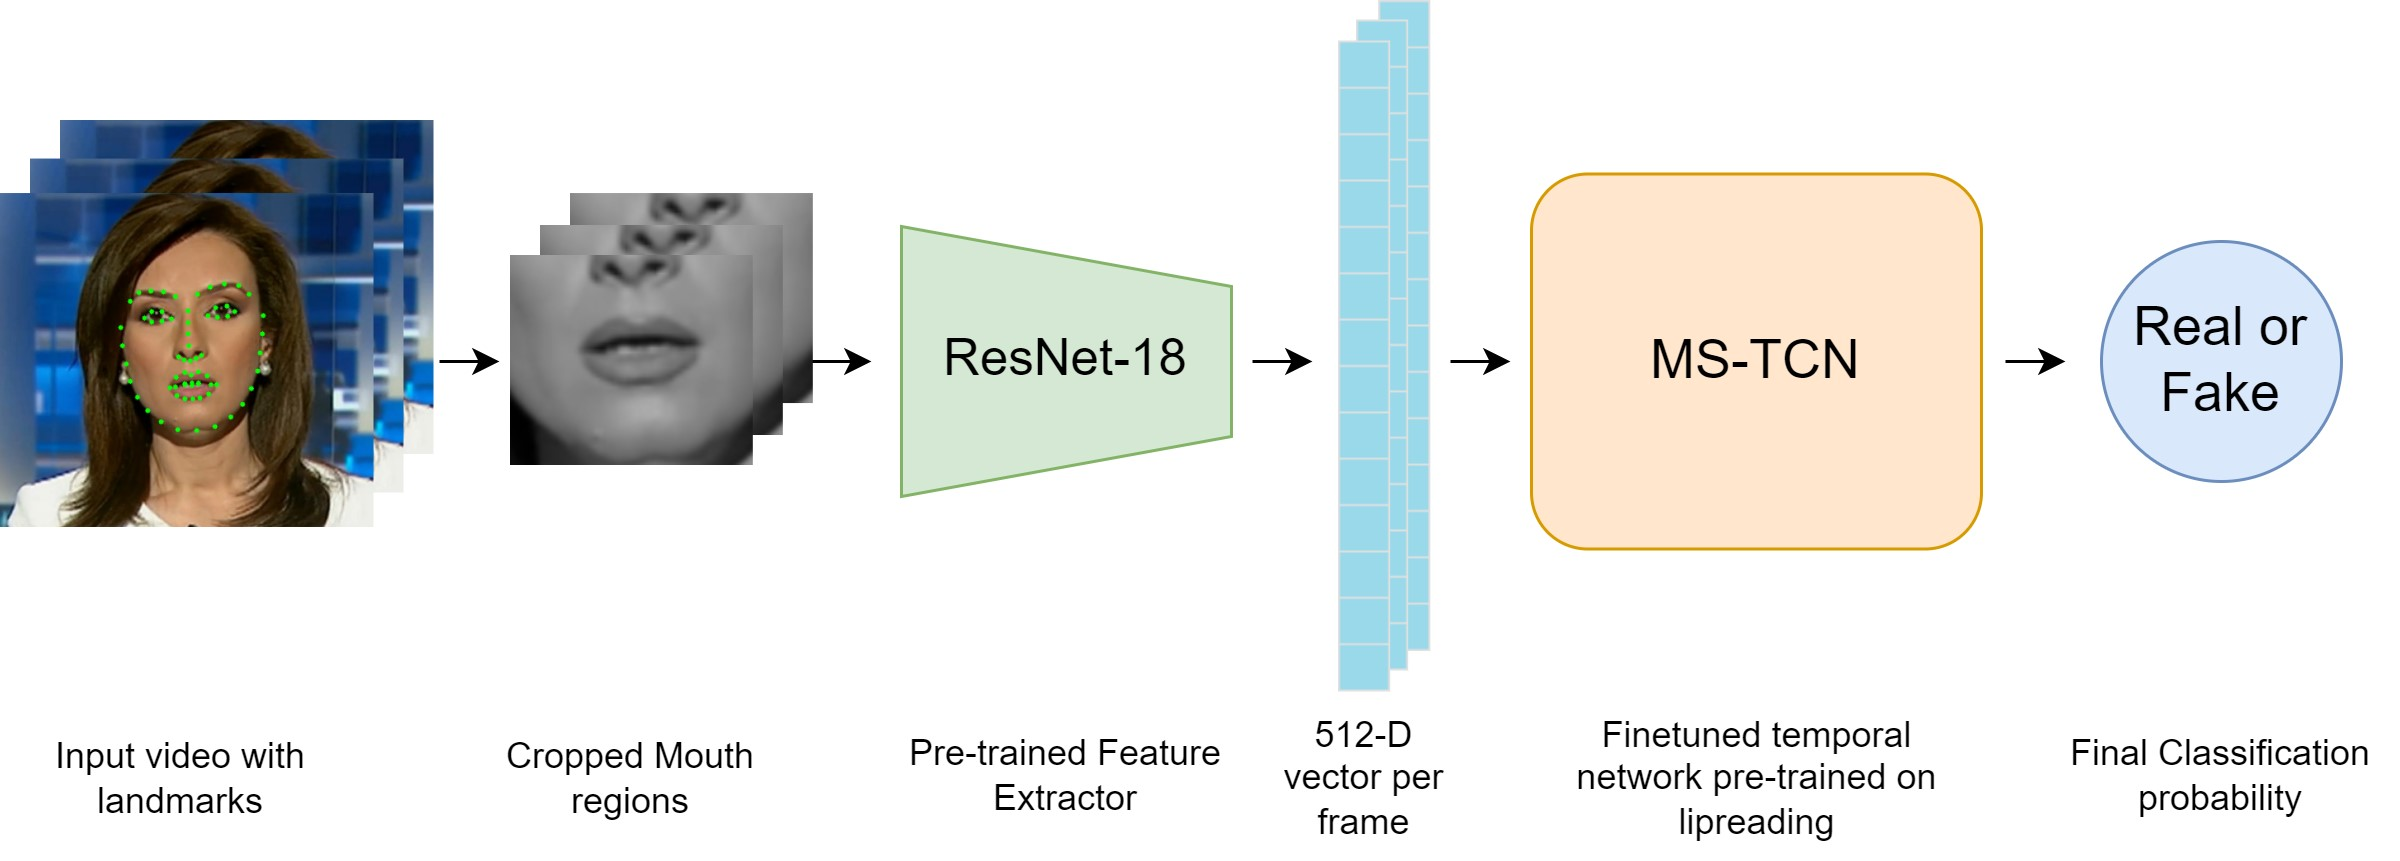 ResNet-18
MS-TCN
Real or
Fake
Input video with
landmarks
Cropped Mouth
regions
Pre-trained Feature
Extractor
512-D
vector per
frame
Finetuned temporal
network pre-trained on
lipreading
Final Classification
probability